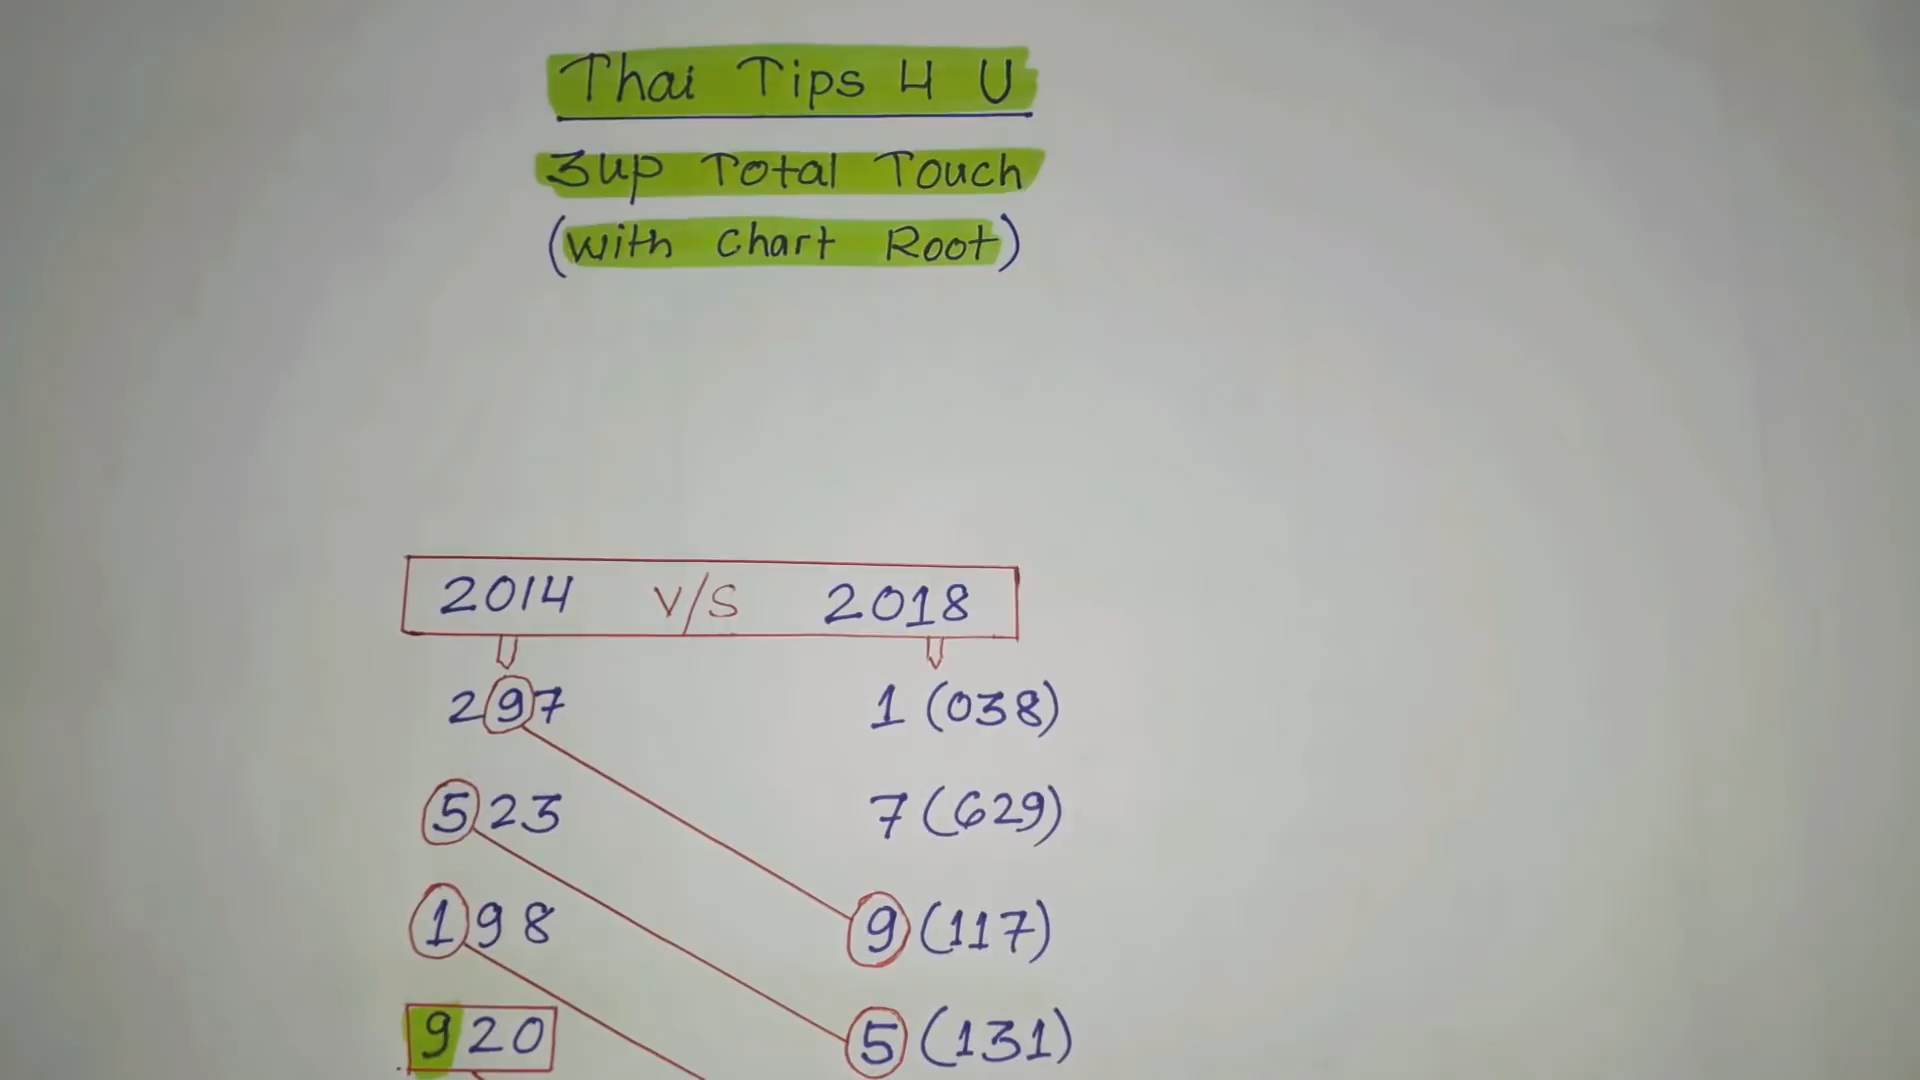 Thai Tips 4 U
3up Total Touch
(with chart Root)
2014 V/S 2018
297 1 (038)
523 7 (629)
198 9 (117)
920 5 (131)